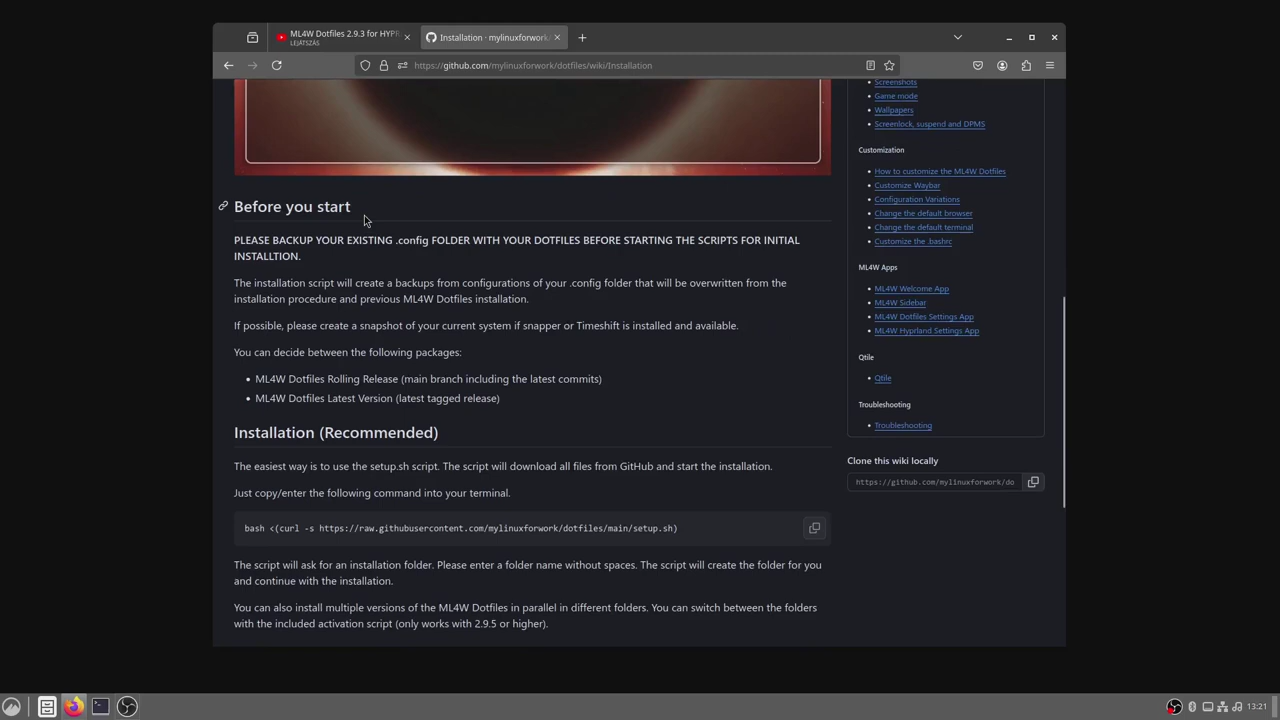 ML4W Dotfiles 2.9.3 for HYPR
LEJÁTSZÁS
Installation · mylinuxforwork
https://github.com/mylinuxforwork/dotfiles/wiki/Installation
Before you start
PLEASE BACKUP YOUR EXISTING .config FOLDER WITH YOUR DOTFILES BEFORE STARTING THE SCRIPTS FOR INITIAL
INSTALLTION.
The installation script will create a backups from configurations of your .config folder that will be overwritten from the
installation procedure and previous ML4W Dotfiles installation.
If possible, please create a snapshot of your current system if snapper or Timeshift is installed and available.
You can decide between the following packages:
ML4W Dotfiles Rolling Release (main branch including the latest commits)
ML4W Dotfiles Latest Version (latest tagged release)
Installation (Recommended)
The easiest way is to use the setup.sh script. The script will download all files from GitHub and start the installation.
Just copy/enter the following command into your terminal.
bash <(curl -s https://raw.githubusercontent.com/mylinuxforwork/dotfiles/main/setup.sh)
The script will ask for an installation folder. Please enter a folder name without spaces. The script will create the folder for you
and continue with the installation.
You can also install multiple versions of the ML4W Dotfiles in parallel in different folders. You can switch between the folders
with the included activation script (only works with 2.9.5 or higher).
Screenshots
Game mode
Wallpapers
Screenlock, suspend and DPMS
Customization
How to customize the ML4W Dotfiles
Customize Waybar
Configuration Variations
Change the default browser
Change the default terminal
Customize the .bashrc
ML4W Apps
ML4W Welcome App
ML4W Sidebar
ML4W Dotfiles Settings App
ML4W Hyprland Settings App
Qtile
Qtile
Troubleshooting
Troubleshooting
Clone this wiki locally
https://github.com/mylinuxforwork/do
13:21